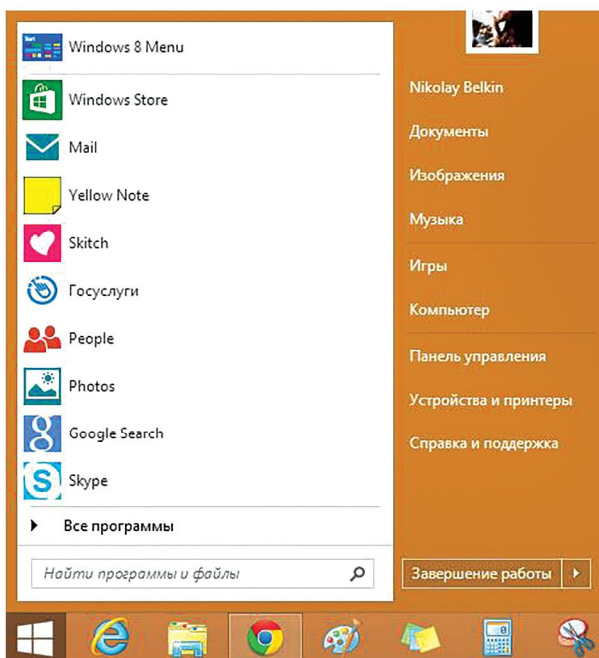 Windows 8 Menu
Windows Store
Mail
Yellow Note
Skitch
Госуслуги
People
Photos
Google Search
Skype
Все программы
Найти программы и файлы
Nikolay Belkin
Документы
Изображения
Музыка
Игры
Компьютер
Панель управления
Устройства и принтеры
Справка и поддержка
Завершение работы